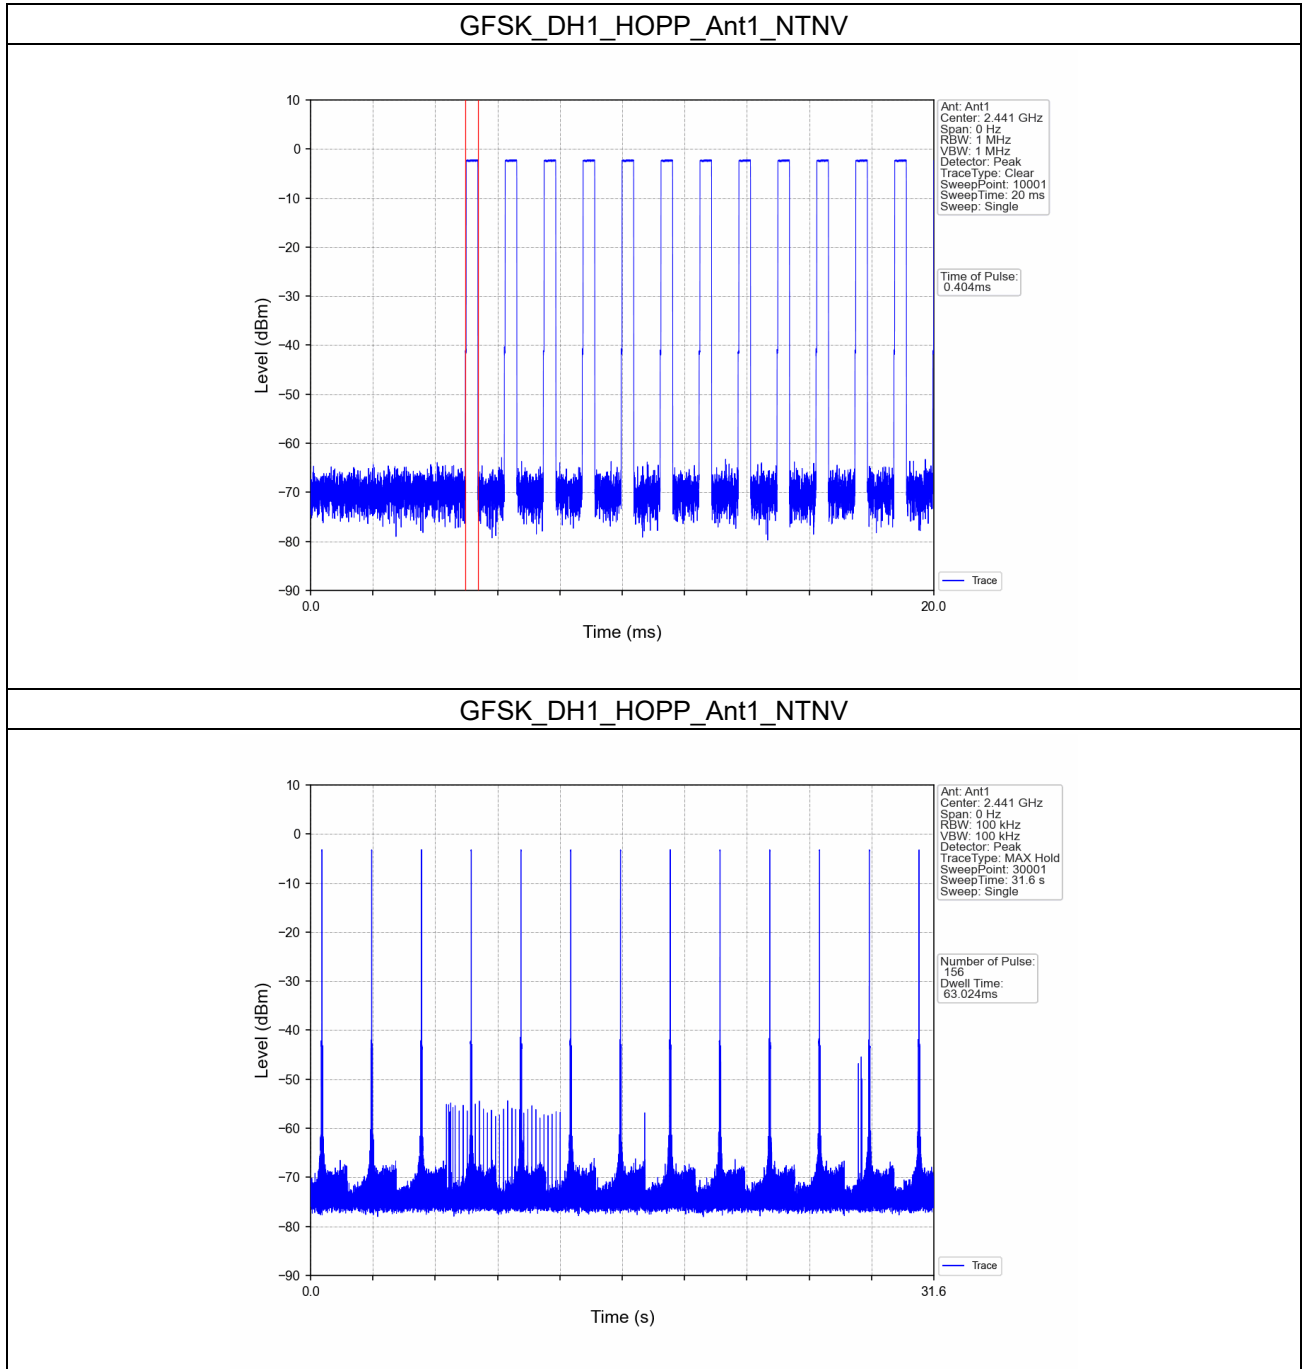 GFSK_DH1_HOPP_Ant1_NTNV
10
0
−10
−20
−30
−40
−50
−60
−70
−80
−90
Level (dBm)
0.0
20.0
Time (ms)
Ant: Ant1
Center: 2.441 GHz
Span: 0 Hz
RBW: 1 MHz
VBW: 1 MHz
Detector: Peak
TraceType: Clear
SweepPoint: 10001
SweepTime: 20 ms
Sweep: Single
Time of Pulse:
0.404ms
Trace
GFSK_DH1_HOPP_Ant1_NTNV
10
0
−10
−20
−30
−40
−50
−60
−70
−80
−90
Level (dBm)
0.0
31.6
Time (s)
Ant: Ant1
Center: 2.441 GHz
Span: 0 Hz
RBW: 100 kHz
VBW: 100 kHz
Detector: Peak
TraceType: MAX Hold
SweepPoint: 30001
SweepTime: 31.6 s
Sweep: Single
Number of Pulse:
156
Dwell Time:
63.024ms
Trace